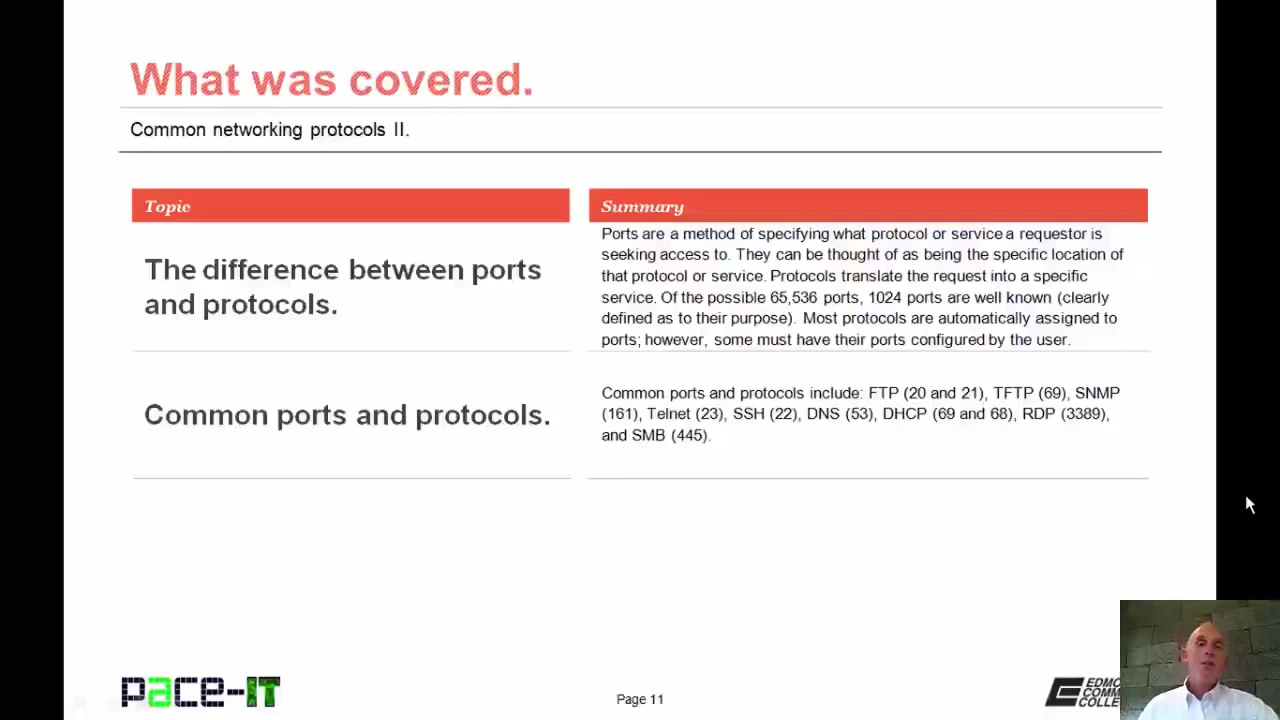 What was covered.
Common networking protocols II.
Topic
Summary
The difference between ports
and protocols.
Ports are a method of specifying what protocol or service a requestor is
seeking access to. They can be thought of as being the specific location of
that protocol or service. Protocols translate the request into a specific
service. Of the possible 65,536 ports, 1024 ports are well known (clearly
defined as to their purpose). Most protocols are automatically assigned to
ports; however, some must have their ports configured by the user.
Common ports and protocols.
Common ports and protocols include: FTP (20 and 21), TFTP (69), SNMP
(161), Telnet (23), SSH (22), DNS (53), DHCP (69 and 68), RDP (3389),
and SMB (445).
pace-IT
Page 11
COLLE